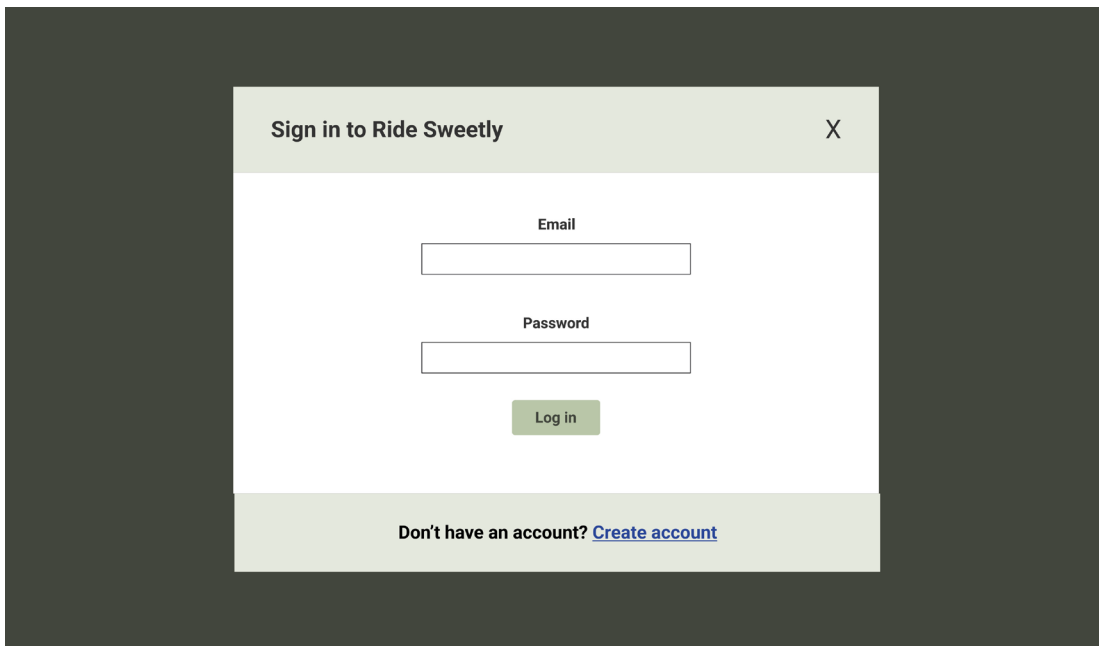 Sign in to Ride Sweetly X
Email
Password
Log in
Don’t have an account? Create account